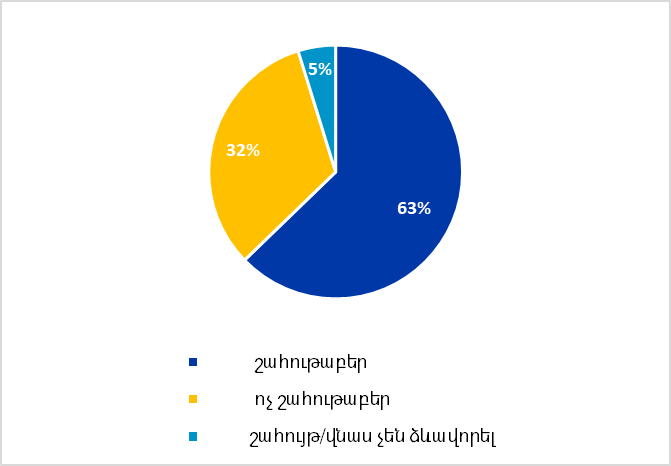 5%
32%
63%
շահութաբեր
ոչ շահութաբեր
շահույթ/վնաս չեն ձևավորել